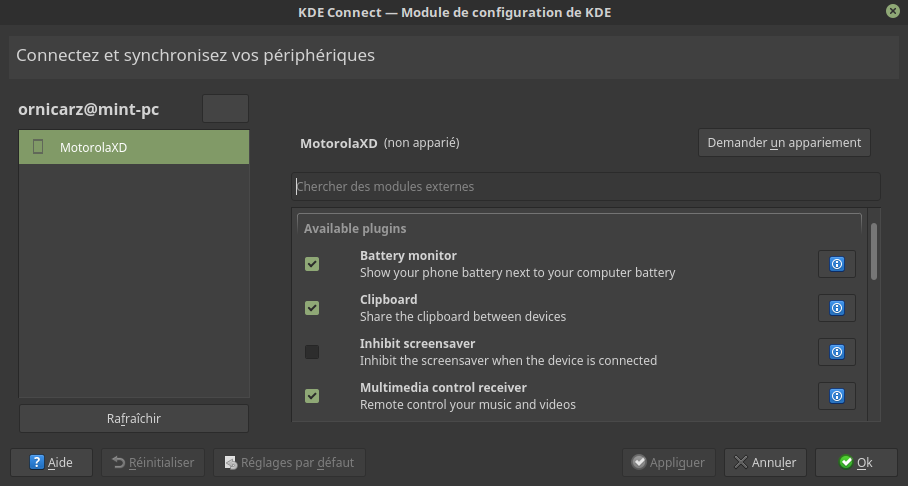 KDE Connect — Module de configuration de KDE
Connectez et synchronisez vos périphériques
ornicarz@mint-pc
MotorolaXD
MotorolaXD (non apparié)
Demander un appariement
Chercher des modules externes
Available plugins
Battery monitor
Show your phone battery next to your computer battery
Clipboard
Share the clipboard between devices
Inhibit screensaver
Inhibit the screensaver when the device is connected
Multimedia control receiver
Remote control your music and videos
Rafraîchir
Aide
Réinitialiser
Réglages par défaut
Appliquer
Annuler
Ok